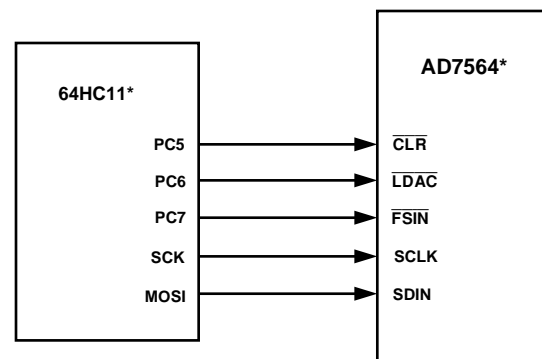 64HC11*
AD7564*
PC5
CLR
PC6
LDAC
PC7
FSIN
SCK
SCLK
MOSI
SDIN